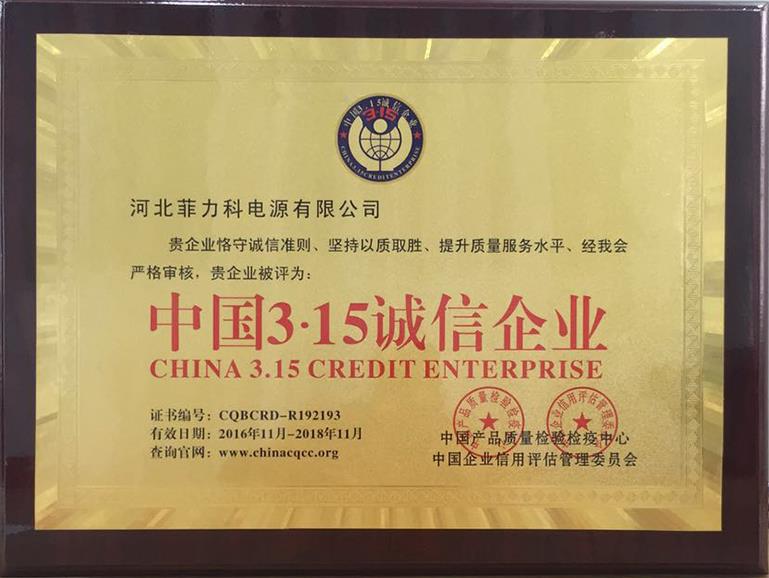 中国3.15诚信企业
3·15
CHINA 3.15 CREDIT ENTERPRISE
河北菲力科电源有限公司
贵企业恪守诚信准则、坚持以质取胜、提升质量服务水平、经我会
严格审核，贵企业被评为：
中国3·15诚信企业
CHINA 3.15 CREDIT ENTERPRISE
证书编号：CQBCRD-R192193
有效日期：2016年11月-2018年11月
查询官网：www.chinacqcc.org
中国产品质量检验检疫中心
中国企业信用评估管理委员会